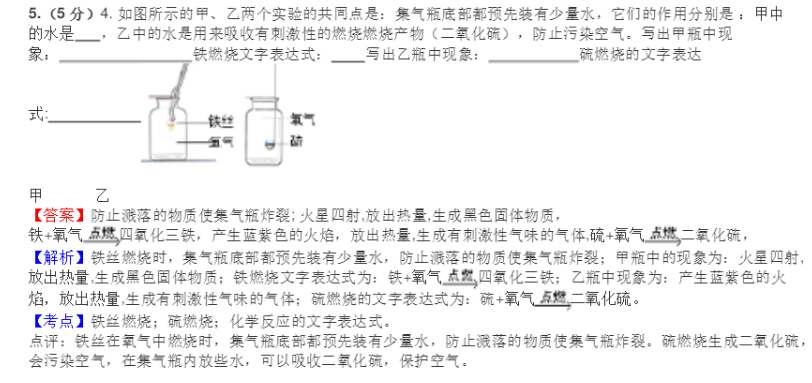 5.（5 分）4. 如图所示的甲、乙两个实验的共同点是：集气瓶底部都预先装有少量水，它们的作用分别是 ：甲中
的水是___，乙中的水是用来吸收有刺激性的燃烧燃烧产物（二氧化硫），防止污染空气。写出甲瓶中现
象：________________铁燃烧文字表达式：____写出乙瓶中现象：___________硫燃烧的文字表达
式:___________
铁丝
氧气
氧气
硫
甲 乙
【答案】防止溅落的物质使集气瓶炸裂; 火星四射,放出热量,生成黑色固体物质，
铁+氧气点燃四氧化三铁，产生蓝紫色的火焰，放出热量,生成有刺激性气味的气体,硫+氧气点燃二氧化硫，
【解析】铁丝燃烧时，集气瓶底部都预先装有少量水，防止溅落的物质使集气瓶炸裂；甲瓶中的现象为：火星四射,
放出热量,生成黑色固体物质；铁燃烧文字表达式为：铁+氧气点燃四氧化三铁；乙瓶中现象为：产生蓝紫色的火
焰，放出热量,生成有刺激性气味的气体；硫燃烧的文字表达式为：硫+氧气点燃二氧化硫。
【考点】铁丝燃烧；硫燃烧；化学反应的文字表达式。
点评：铁丝在氧气中燃烧时，集气瓶底部都预先装有少量水，防止溅落的物质使集气瓶炸裂。硫燃烧生成二氧化硫，
会污染空气，在集气瓶内放些水，可以吸收二氧化硫，保护空气。